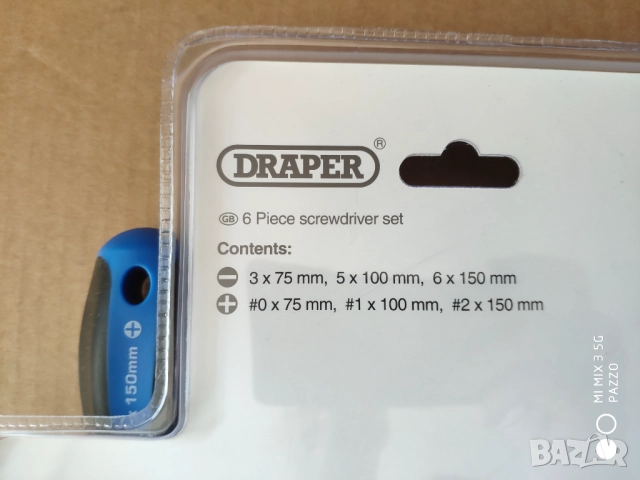 DRAPER®
GB 6 Piece screwdriver set
Contents:
3 x 75 mm, 5 x 100 mm, 6 x 150 mm
#0 x 75 mm, #1 x 100 mm, #2 x 150 mm
x 150mm
MI MIX 3 5G
PAZZO
BAZAR